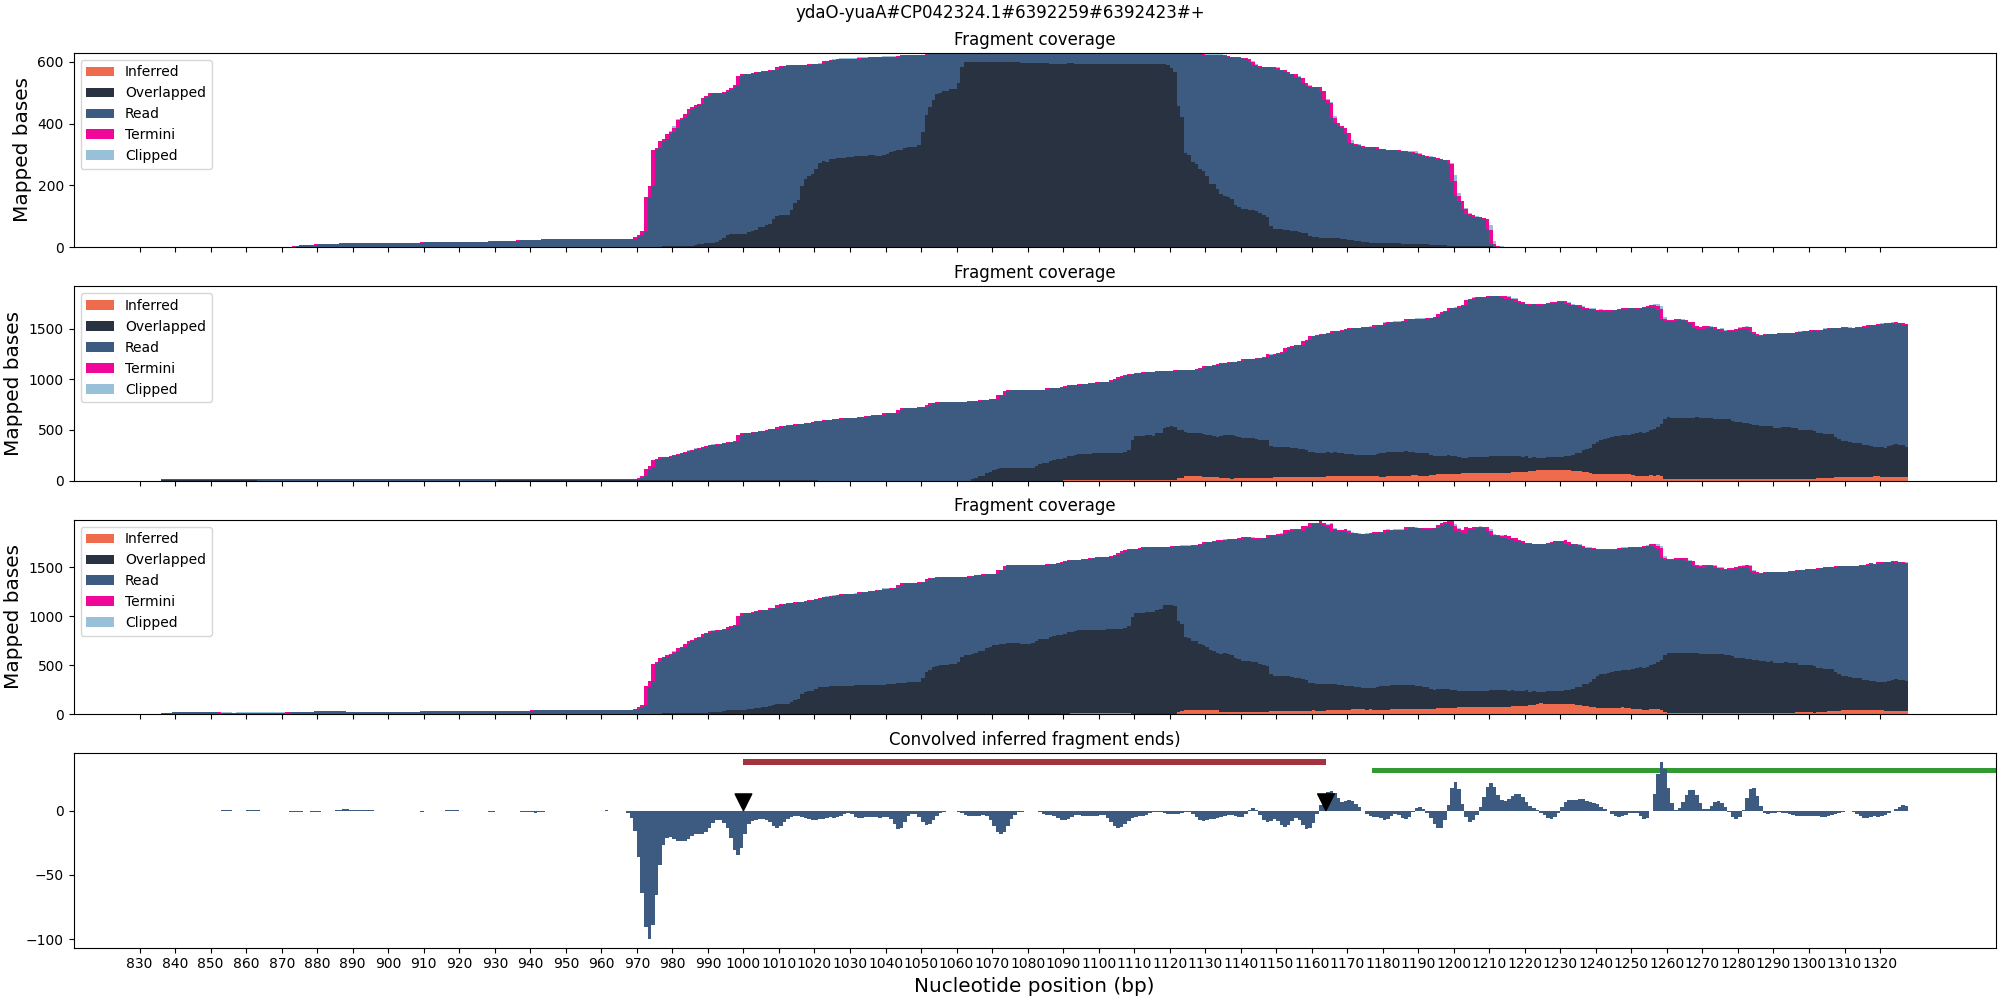 ydaO-yuaA#CP042324.1#6392259#6392423#+
Fragment coverage
Mapped bases
600
400
200
0
Inferred
Overlapped
Read
Termini
Clipped
Fragment coverage
Mapped bases
1500
1000
500
0
Inferred
Overlapped
Read
Termini
Clipped
Fragment coverage
Mapped bases
1500
1000
500
0
Inferred
Overlapped
Read
Termini
Clipped
Convolved inferred fragment ends)
0
−50
−100
830 840 850 860 870 880 890 900 910 920 930 940 950 960 970 980 990 1000 1010 1020 1030 1040 1050 1060 1070 1080 1090 1100 1110 1120 1130 1140 1150 1160 1170 1180 1190 1200 1210 1220 1230 1240 1250 1260 1270 1280 1290 1300 1310 1320
Nucleotide position (bp)